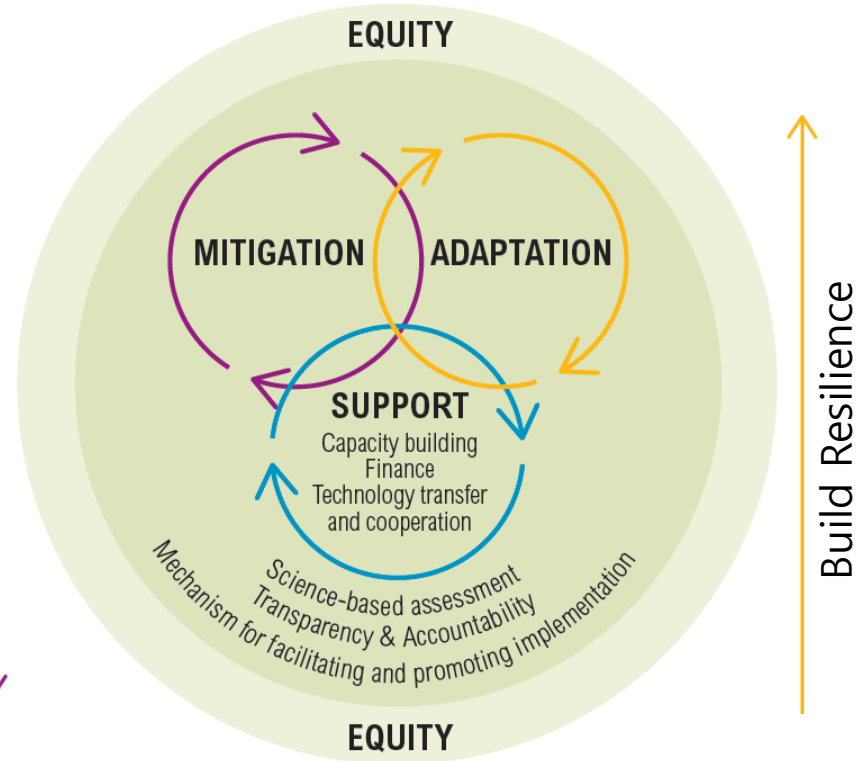 EQUITY
MITIGATION
ADAPTATION
SUPPORT
Capacity building
Finance
Technology transfer
and cooperation
Science-based assessment
Transparency & Accountability
Mechanism for facilitating and promoting implementation
EQUITY
Build Resilience